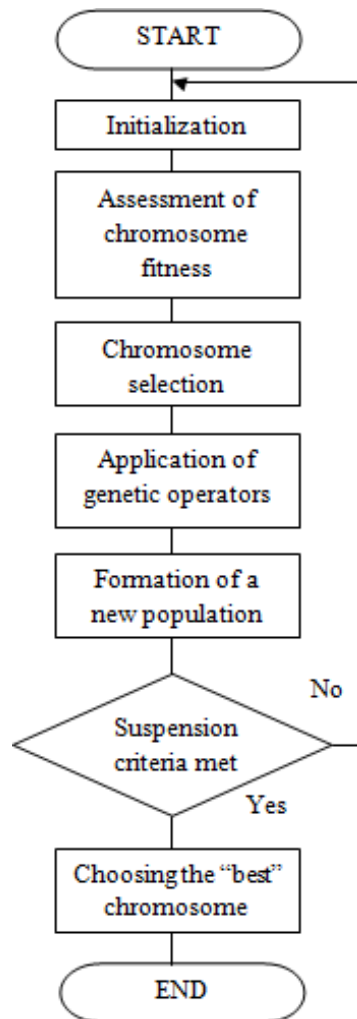 START
Initialization
Assessment of
chromosome
fitness
Chromosome
selection
Application of
genetic operators
Formation of a
new population
No
Suspension
criteria met
Yes
Choosing the “best”
chromosome
END